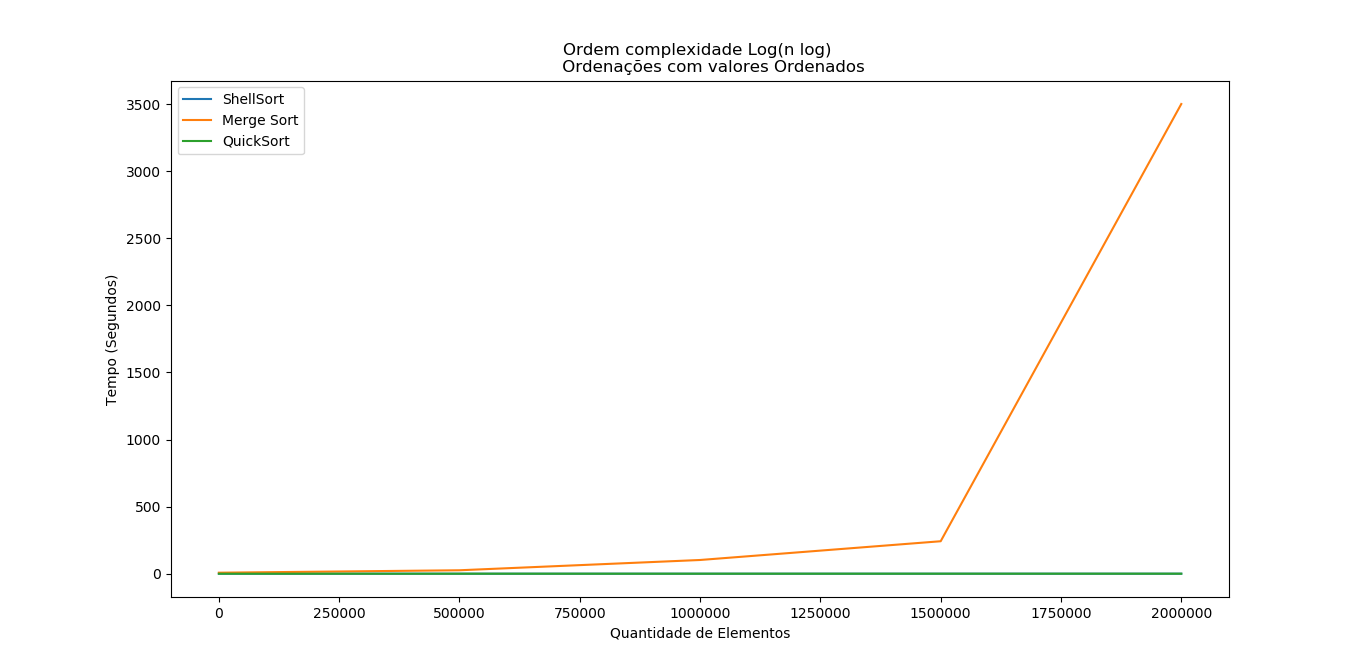 Ordem complexidade Log(n log)
Ordenações com valores Ordenados
ShellSort
Merge Sort
QuickSort
Tempo (Segundos)
3500
3000
2500
2000
1500
1000
500
0
0 250000 500000 750000 1000000 1250000 1500000 1750000 2000000
Quantidade de Elementos